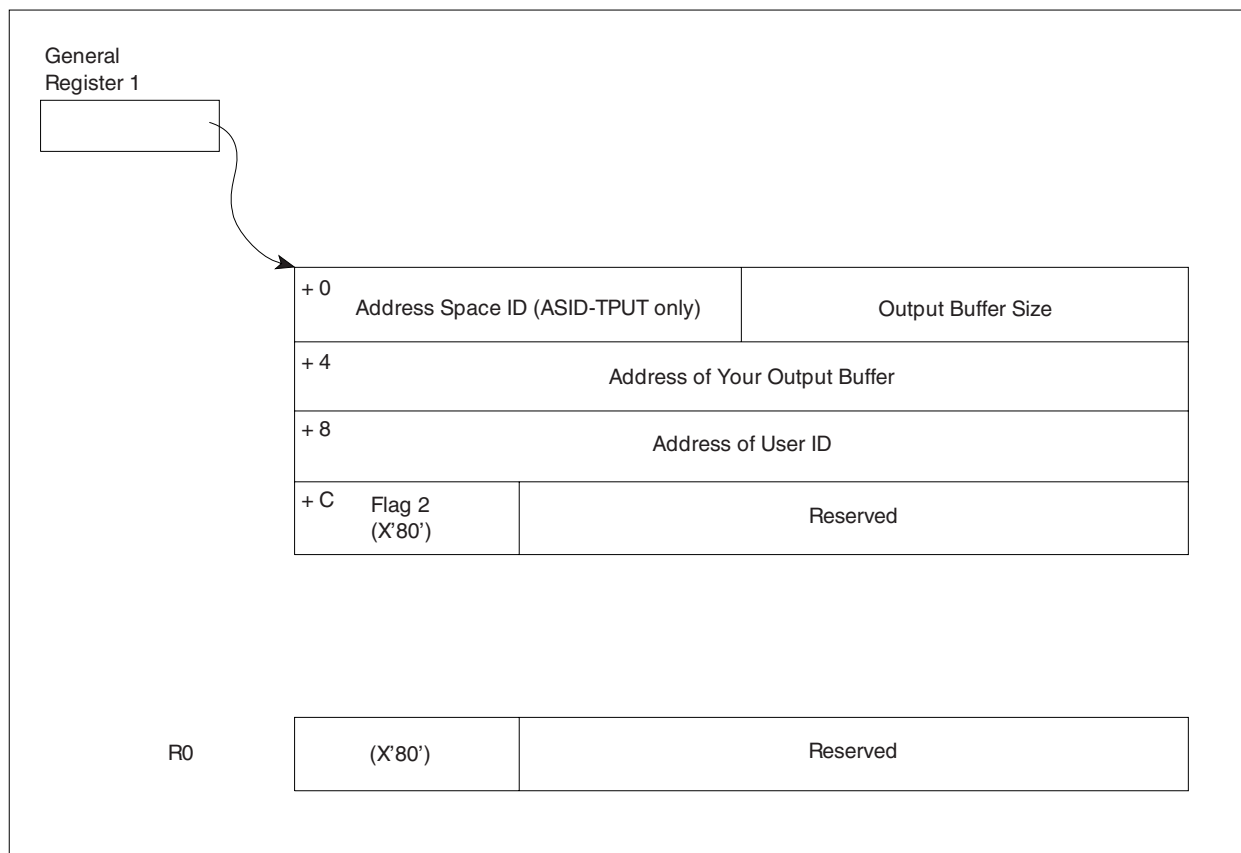 General
Register 1
+ 0
Address Space ID (ASID-TPUT only)
Output Buffer Size
+ 4
Address of Your Output Buffer
+ 8
Address of User ID
+ C
Flag 2
(X’80’)
Reserved
R0
(X’80’)
Reserved